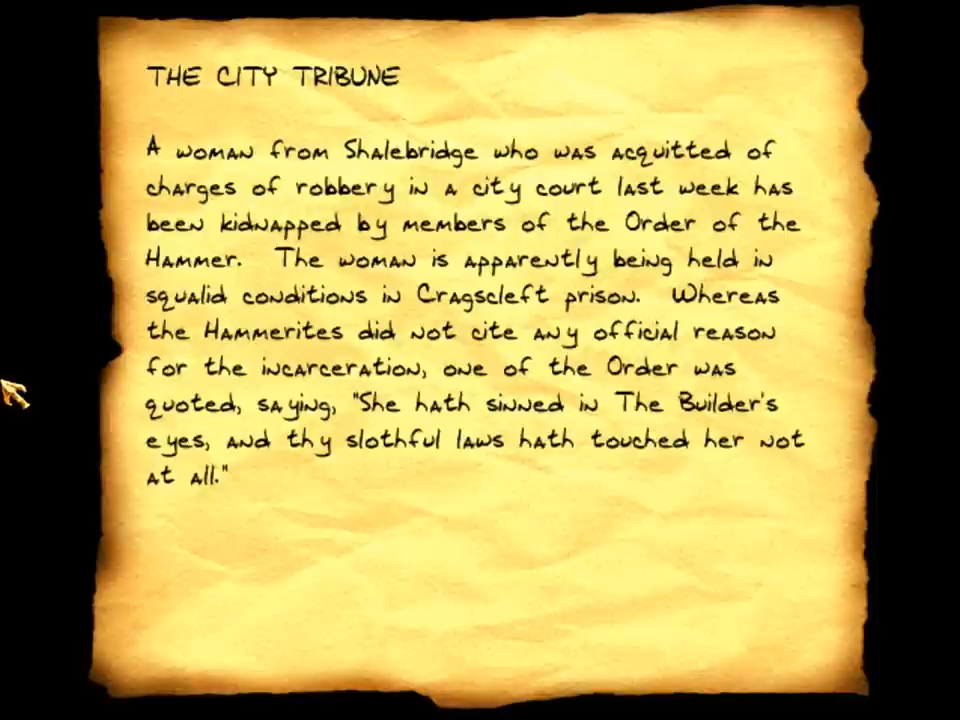 THE CITY TRIBUNE
A woman from Shalebridge who was acquitted of
charges of robbery in a city court last week has
been kidnapped by members of the Order of the
Hammer.  The woman is apparently being held in
squalid conditions in Cragscleft prison.  Whereas
the Hammerites did not cite any official reason
for the incarceration, one of the Order was
quoted, saying, "She hath sinned in The Builder's
eyes, and thy slothful laws hath touched her not
at all."